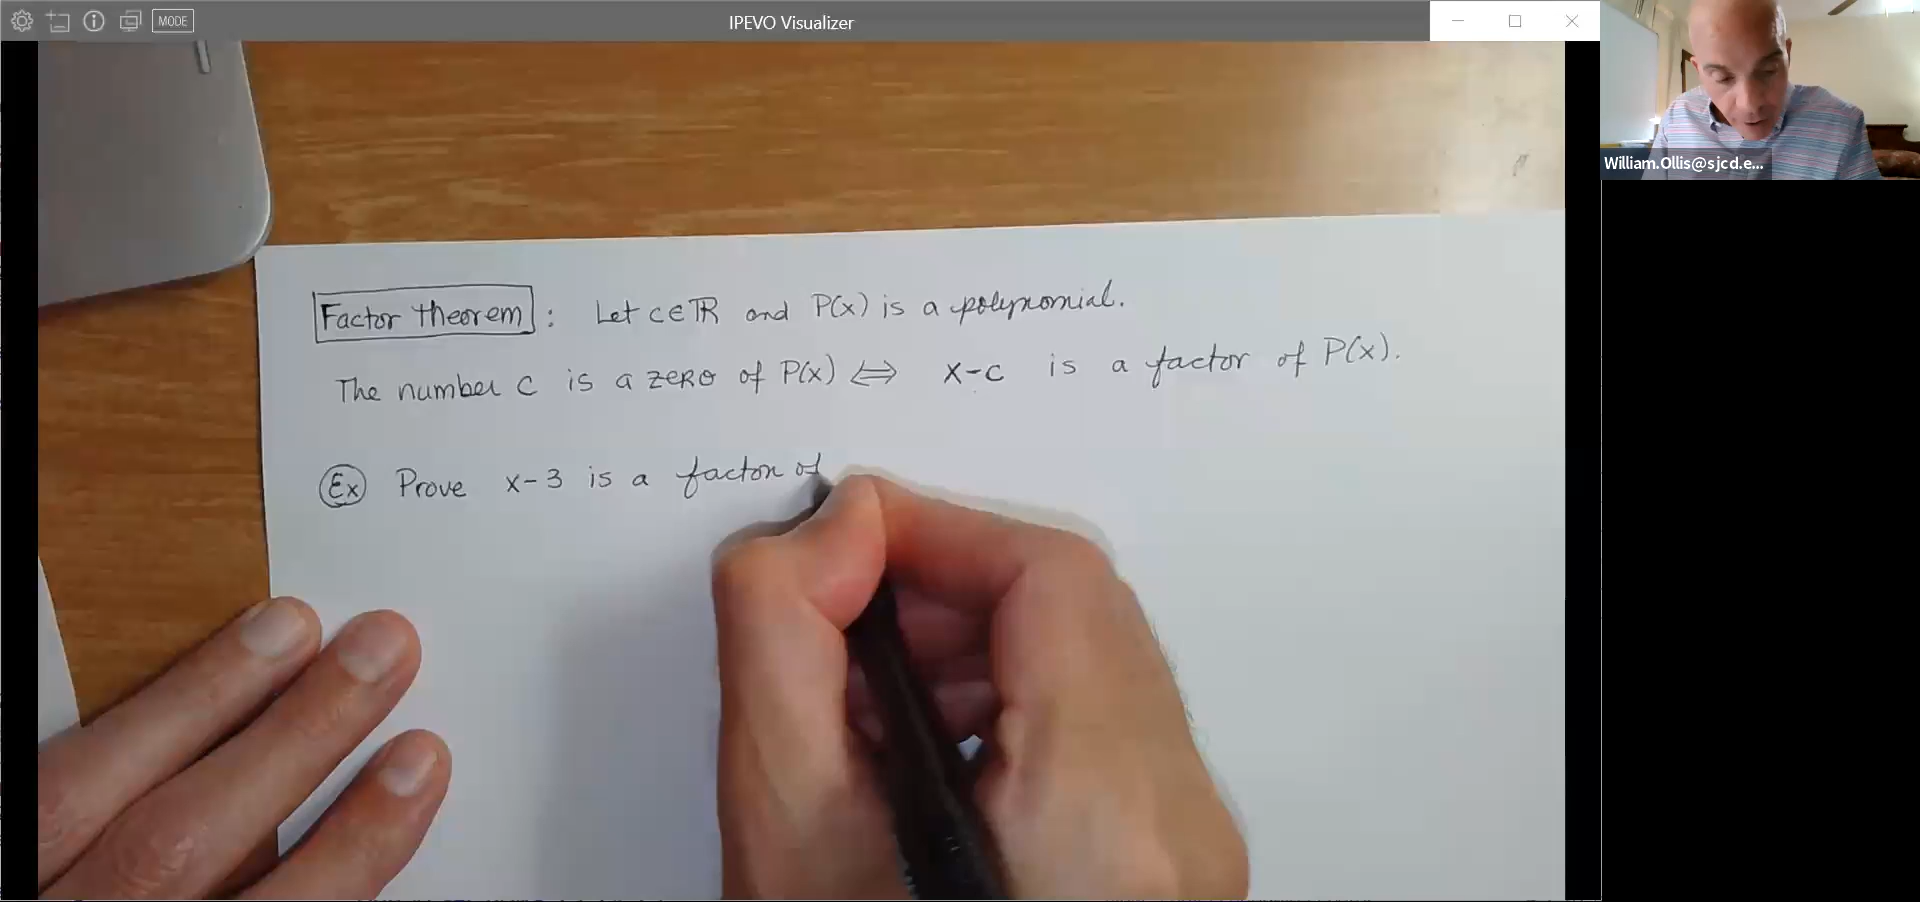 MODE
IPEVO Visualizer
William.Ollis@sjcd.e...
Factor theorem : Let c∈ℝ and P(x) is a polynomial.
The number c is a zero of P(x) ⟺ x-c is a factor of P(x).
Ex Prove x-3 is a factor of